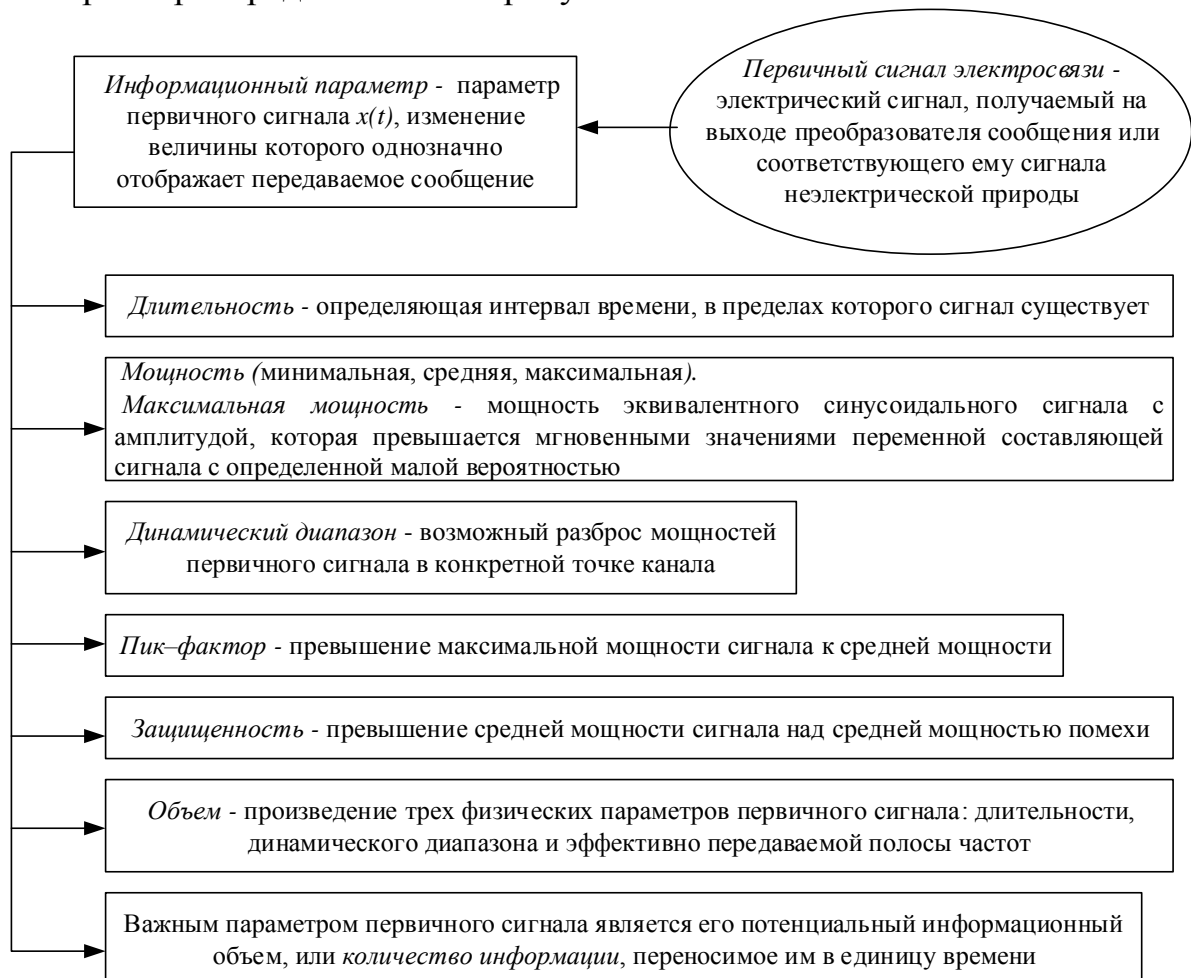 Информационный параметр - параметр
первичного сигнала x(t), изменение
величины которого однозначно
отображает передаваемое сообщение
Первичный сигнал электросвязи -
электрический сигнал, получаемый на
выходе преобразователя сообщения или
соответствующего ему сигнала
неэлектрической природы
Длительность - определяющая интервал времени, в пределах которого сигнал существует
Мощность (минимальная, средняя, максимальная).
Максимальная мощность - мощность эквивалентного синусоидального сигнала с
амплитудой, которая превышается мгновенными значениями переменной составляющей
сигнала с определенной малой вероятностью
Динамический диапазон - возможный разброс мощностей
первичного сигнала в конкретной точке канала
Пик–фактор - превышение максимальной мощности сигнала к средней мощности
Защищенность - превышение средней мощности сигнала над средней мощностью помехи
Объем - произведение трех физических параметров первичного сигнала: длительности,
динамического диапазона и эффективно передаваемой полосы частот
Важным параметром первичного сигнала является его потенциальный информационный
объем, или количество информации, переносимое им в единицу времени